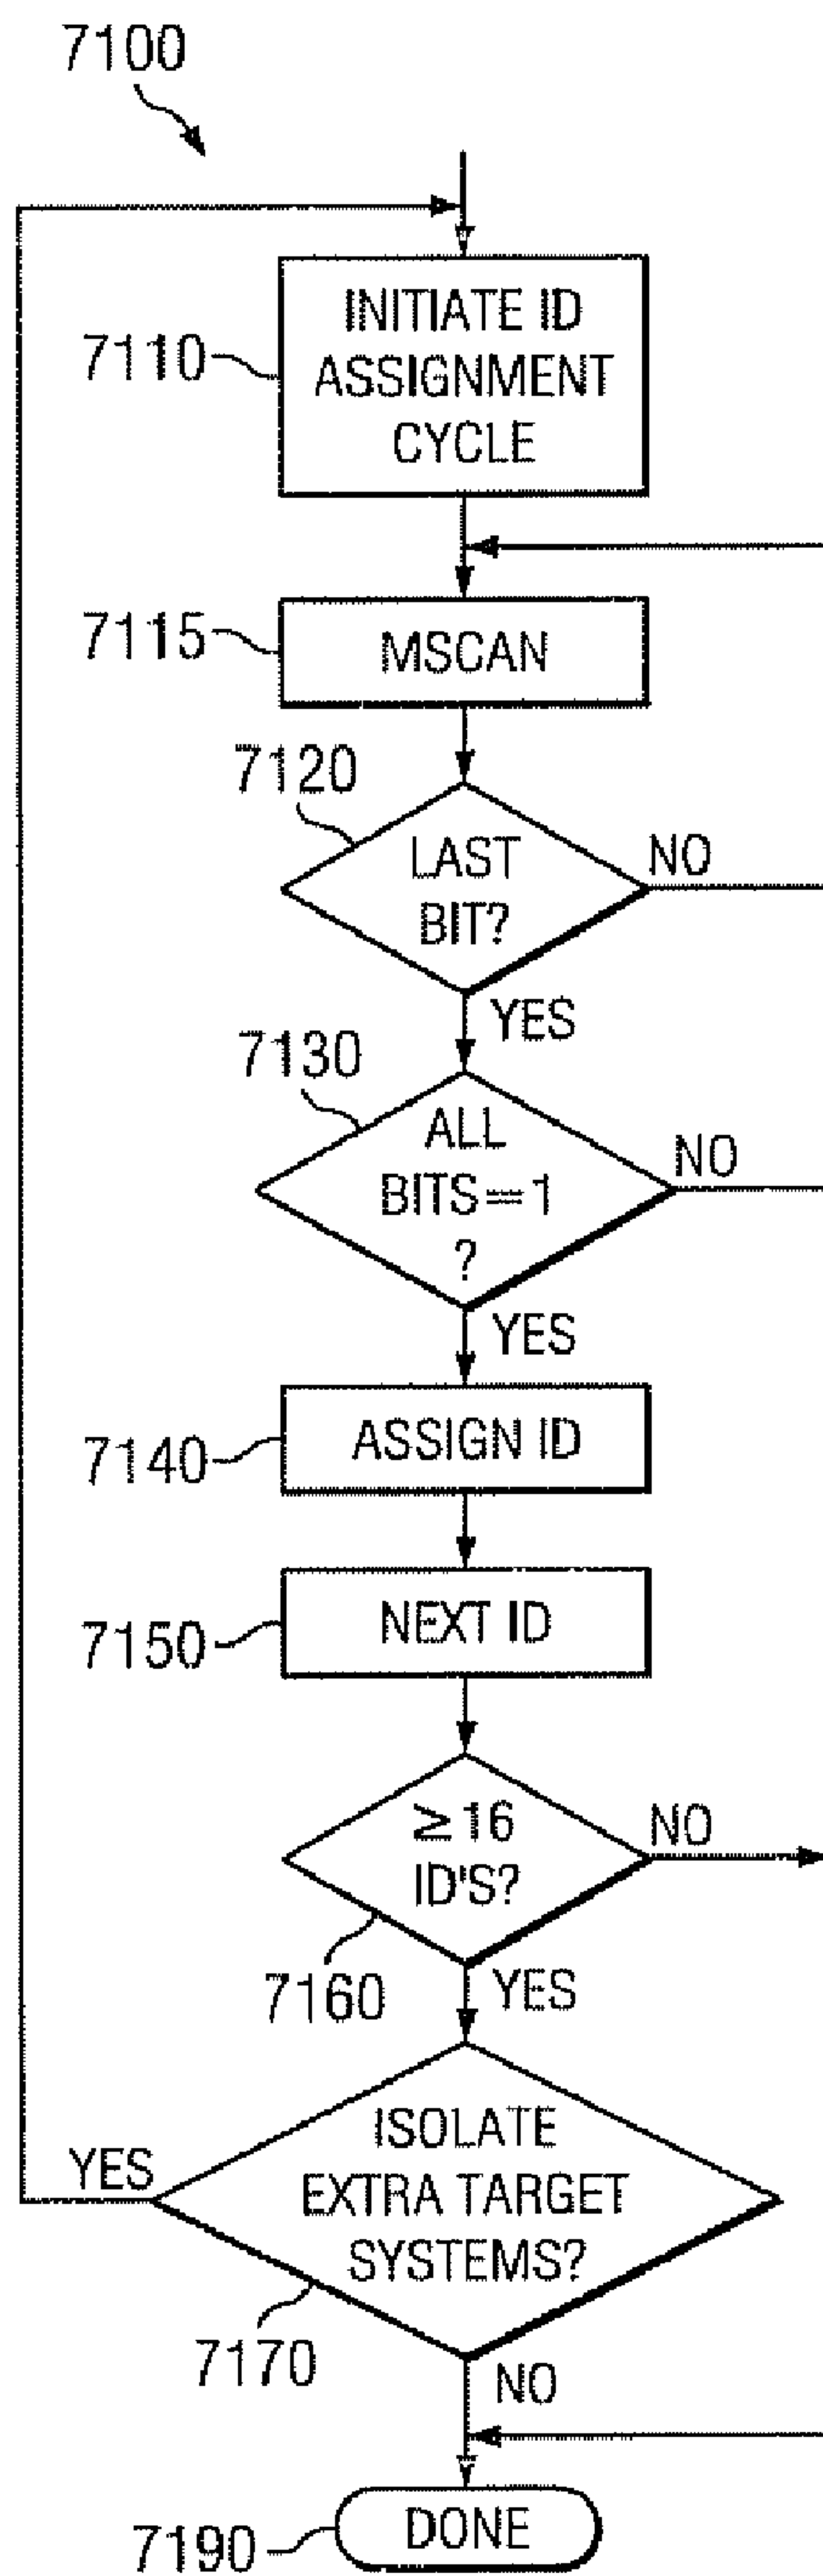 7100
INITIATE ID
ASSIGNMENT
CYCLE
7110
MSCAN
7115
7120
LAST
BIT?
NO
YES
7130
ALL
BITS == 1
?
NO
YES
ASSIGN ID
7140
NEXT ID
7150
≥ 16
ID'S?
NO
7160
YES
ISOLATE
EXTRA TARGET
SYSTEMS?
YES
7170
NO
DONE
7190